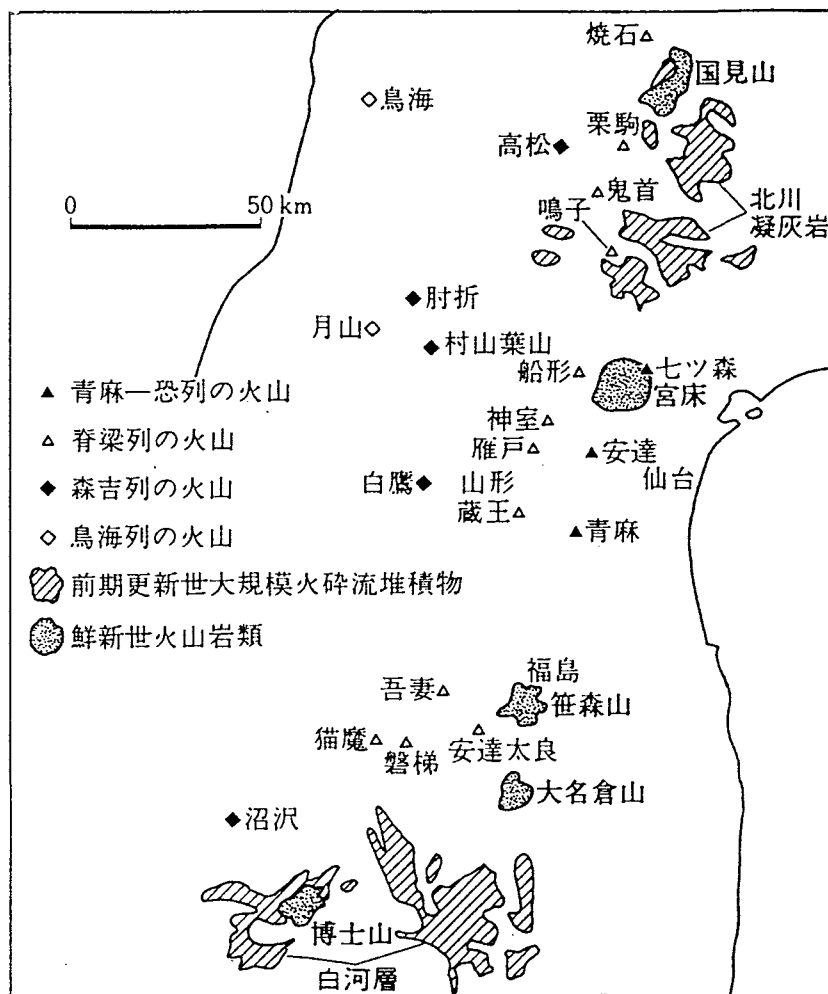 焼石
国見山
鳥海
栗駒
高松
0 50 km
鬼首
鳴子
北川
凝灰岩
肘折
月山
村山葉山
船形
七ツ森
宮床
青麻―恐列の火山
神室
脊梁列の火山
雁戸
安達
仙台
森吉列の火山
白鷹
山形
蔵王
青麻
鳥海列の火山
前期更新世大規模火砕流堆積物
鮮新世火山岩類
福島
吾妻
笹森山
猫魔
磐梯
安達太良
大名倉山
沼沢
博士山
白河層